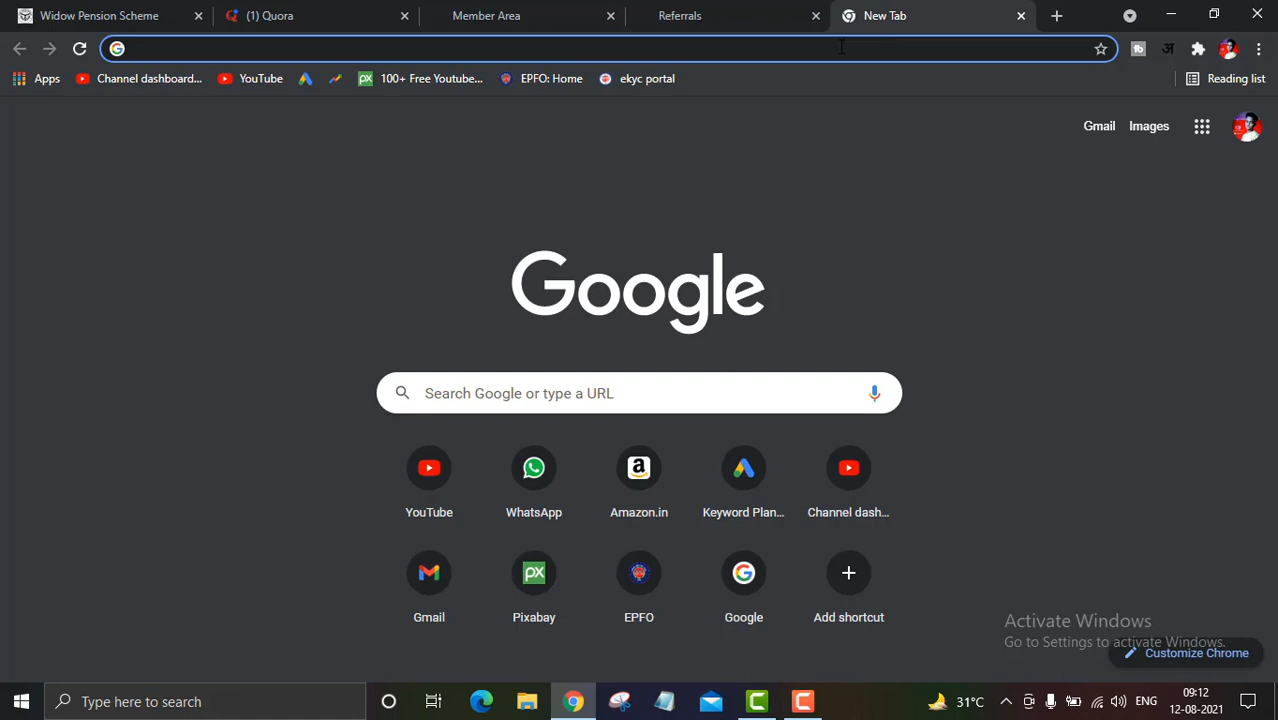 Widow Pension Scheme
(1) Quora
Member Area
Referrals
New Tab
Apps
Channel dashboard...
YouTube
100+ Free Youtube...
EPFO: Home
ekyc portal
Reading list
Gmail
Images
Google
Search Google or type a URL
YouTube
WhatsApp
Amazon.in
Keyword Plan...
Channel dash...
Gmail
Pixabay
EPFO
Google
Add shortcut
Activate Windows
Go to Settings to activate Windows.
Customize Chrome
Type here to search
31°C
ENG
09:12
12-08-2021